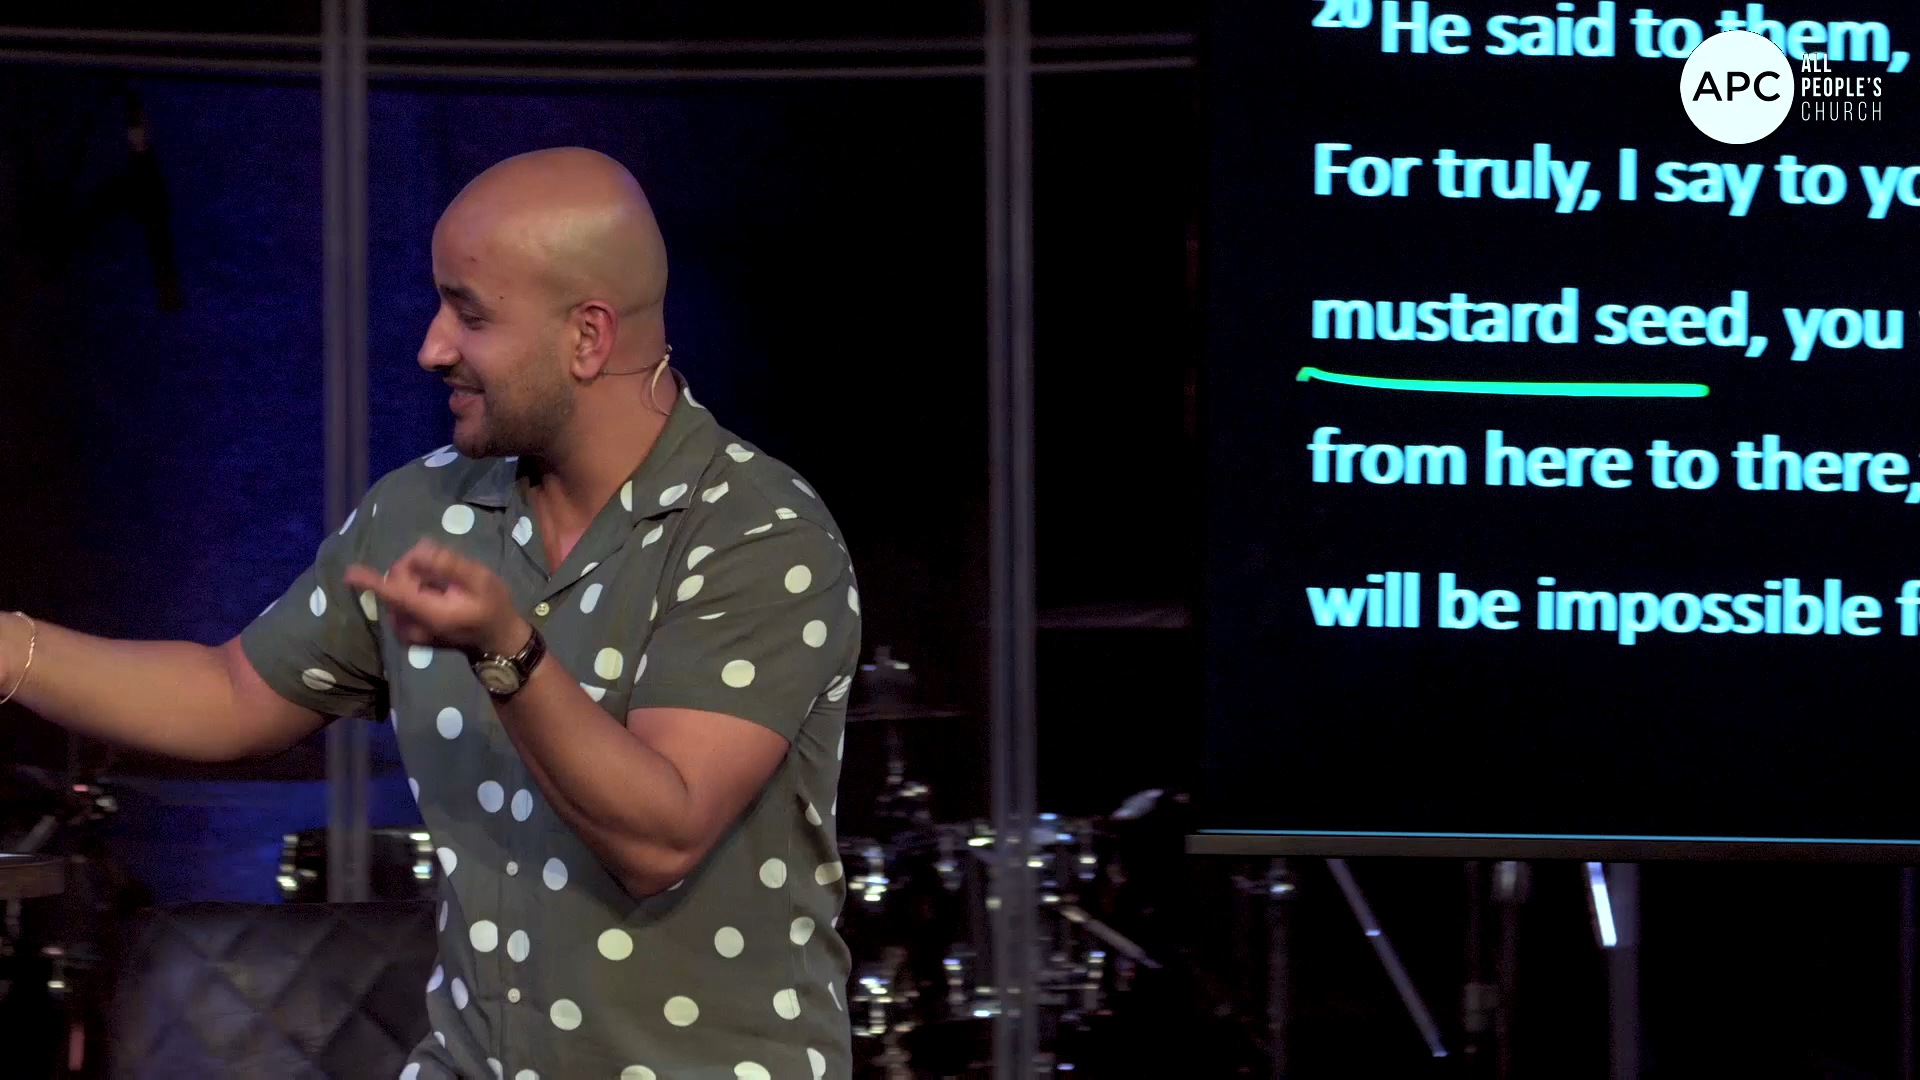 20 He said to them,
For truly, I say to
mustard seed, you
from here to there,
will be impossible
APC
ALL
PEOPLE'S
CHURCH